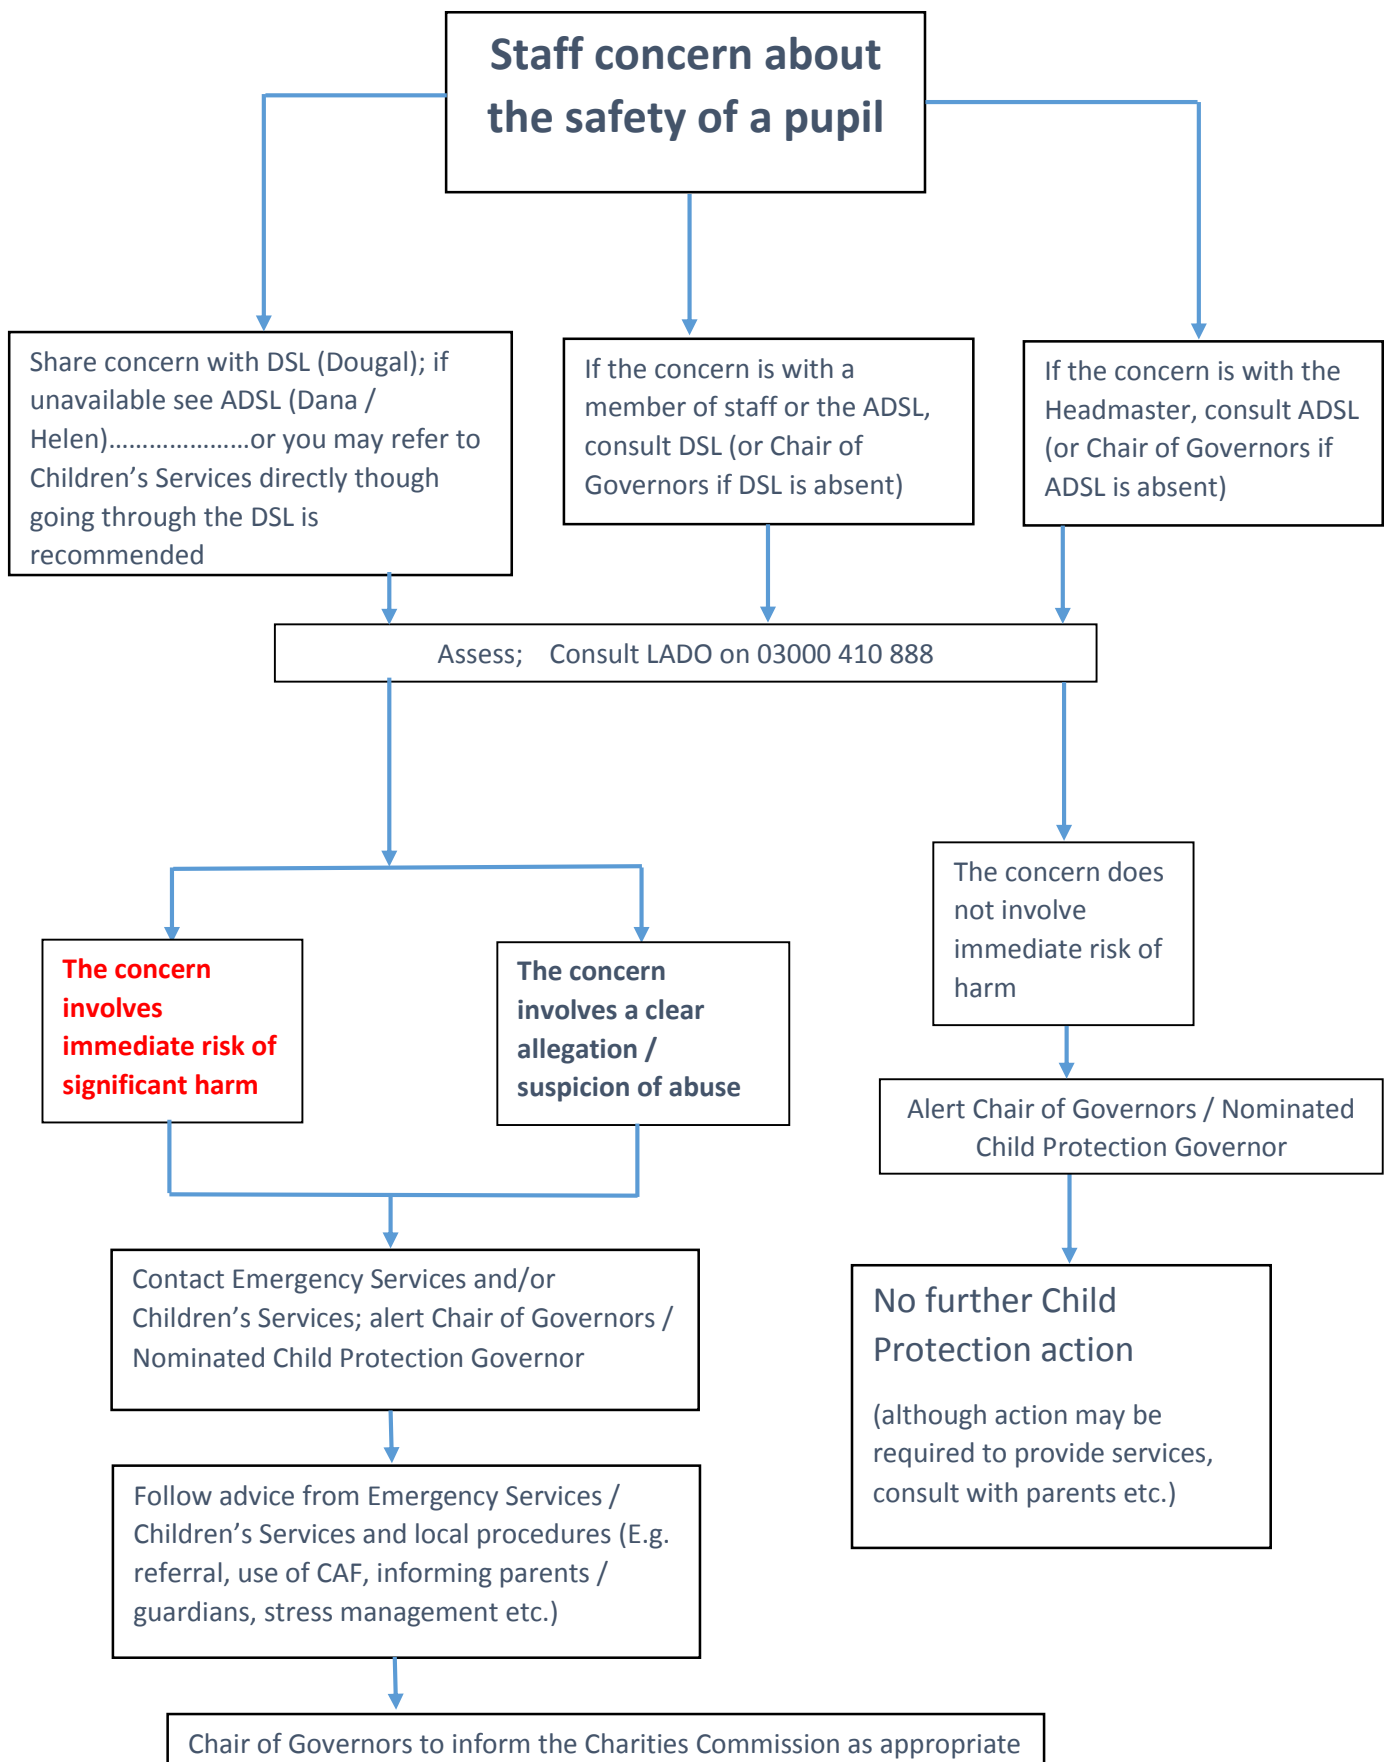 Staff concern about
the safety of a pupil
Share concern with DSL (Dougal); if
unavailable see ADSL (Dana /
Helen)…………………or you may refer to
Children’s Services directly though
going through the DSL is
recommended
If the concern is with a
member of staff or the ADSL,
consult DSL (or Chair of
Governors if DSL is absent)
If the concern is with the
Headmaster, consult ADSL
(or Chair of Governors if
ADSL is absent)
Assess;    Consult LADO on 03000 410 888
The concern
involves
immediate risk of
significant harm
The concern
involves a clear
allegation /
suspicion of abuse
The concern does
not involve
immediate risk of
harm
Alert Chair of Governors / Nominated
Child Protection Governor
Contact Emergency Services and/or
Children’s Services; alert Chair of Governors /
Nominated Child Protection Governor
No further Child
Protection action
(although action may be
required to provide services,
consult with parents etc.)
Follow advice from Emergency Services /
Children’s Services and local procedures (E.g.
referral, use of CAF, informing parents /
guardians, stress management etc.)
Chair of Governors to inform the Charities Commission as appropriate